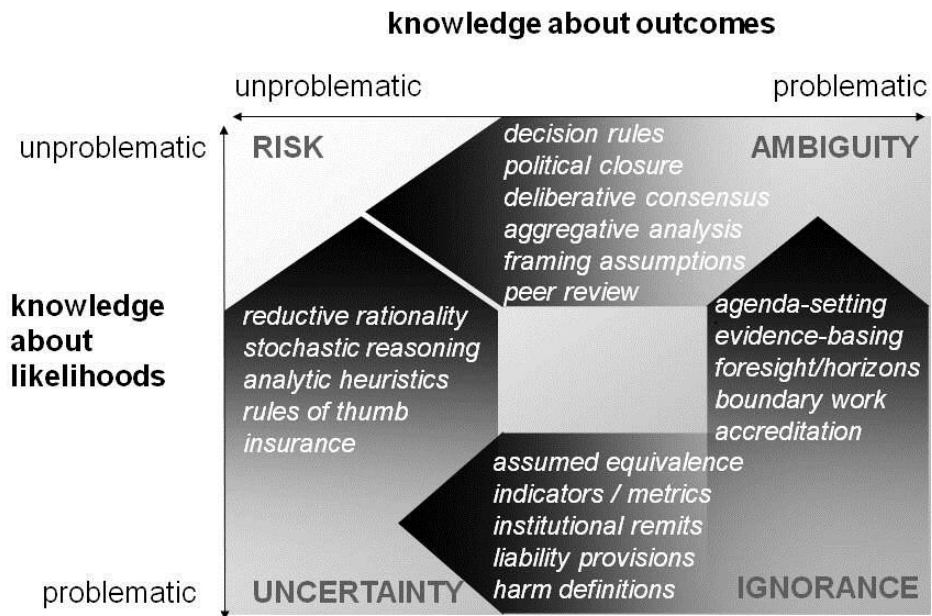 knowledge about outcomes
unproblematic
problematic
unproblematic
RISK
AMBIGUITY
decision rules
political closure
deliberative consensus
aggregative analysis
framing assumptions
peer review
knowledge
about
likelihoods
reductive rationality
stochastic reasoning
analytic heuristics
rules of thumb
insurance
agenda-setting
evidence-basing
foresight/horizons
boundary work
accreditation
assumed equivalence
indicators / metrics
institutional remits
liability provisions
harm definitions
problematic
UNCERTAINTY
IGNORANCE